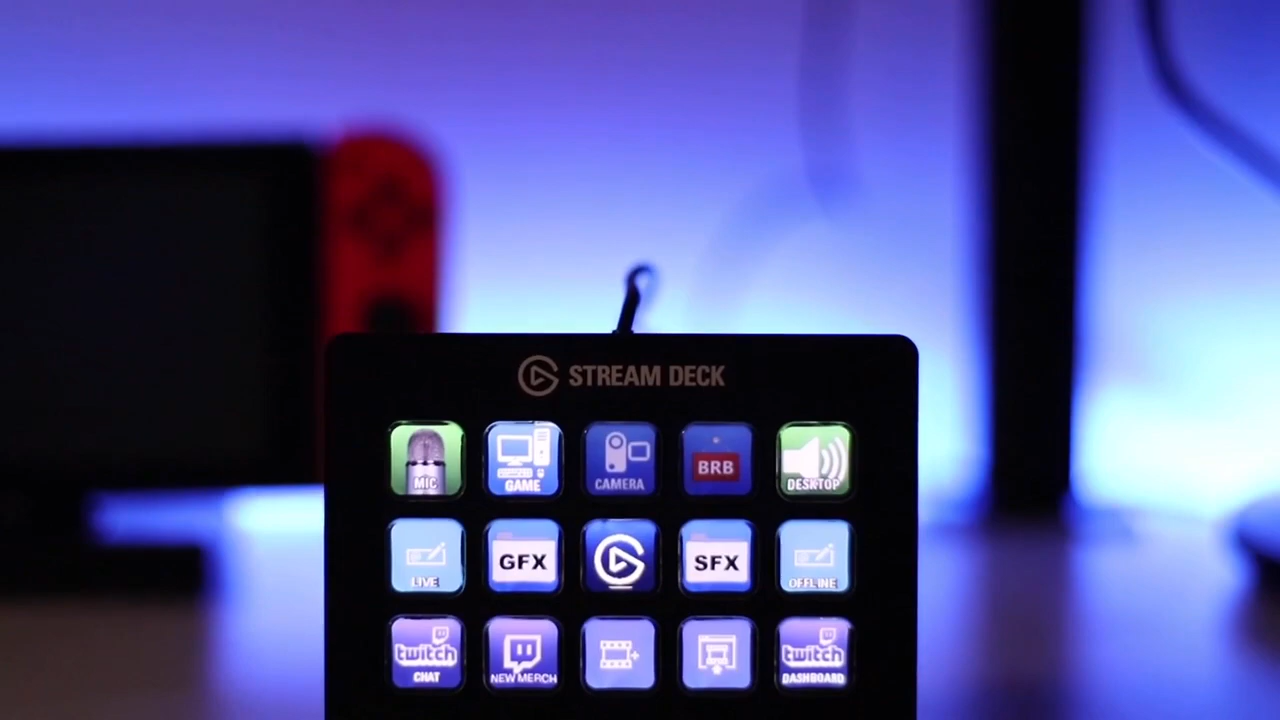 STREAM DECK
MIC
GAME
CAMERA
BRB
DESKTOP
LIVE
GFX
SFX
OFFLINE
twitch
CHAT
NEW MERCH
twitch
DASHBOARD